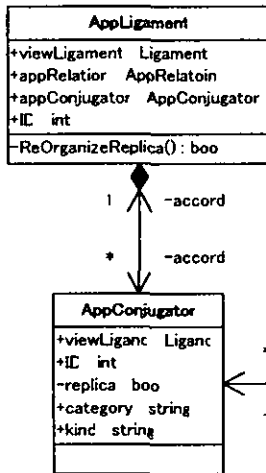 AppLigament
+viewLigament Ligament
+appRelatior AppRelatoin
+appConjugator AppConjugator
+IC int
-ReOrganizeReplica() : boo
1 -accord
* -accord
AppConjugator
+viewLiganc Liganc
+IC int
-replica boo
+category string
+kind string
*